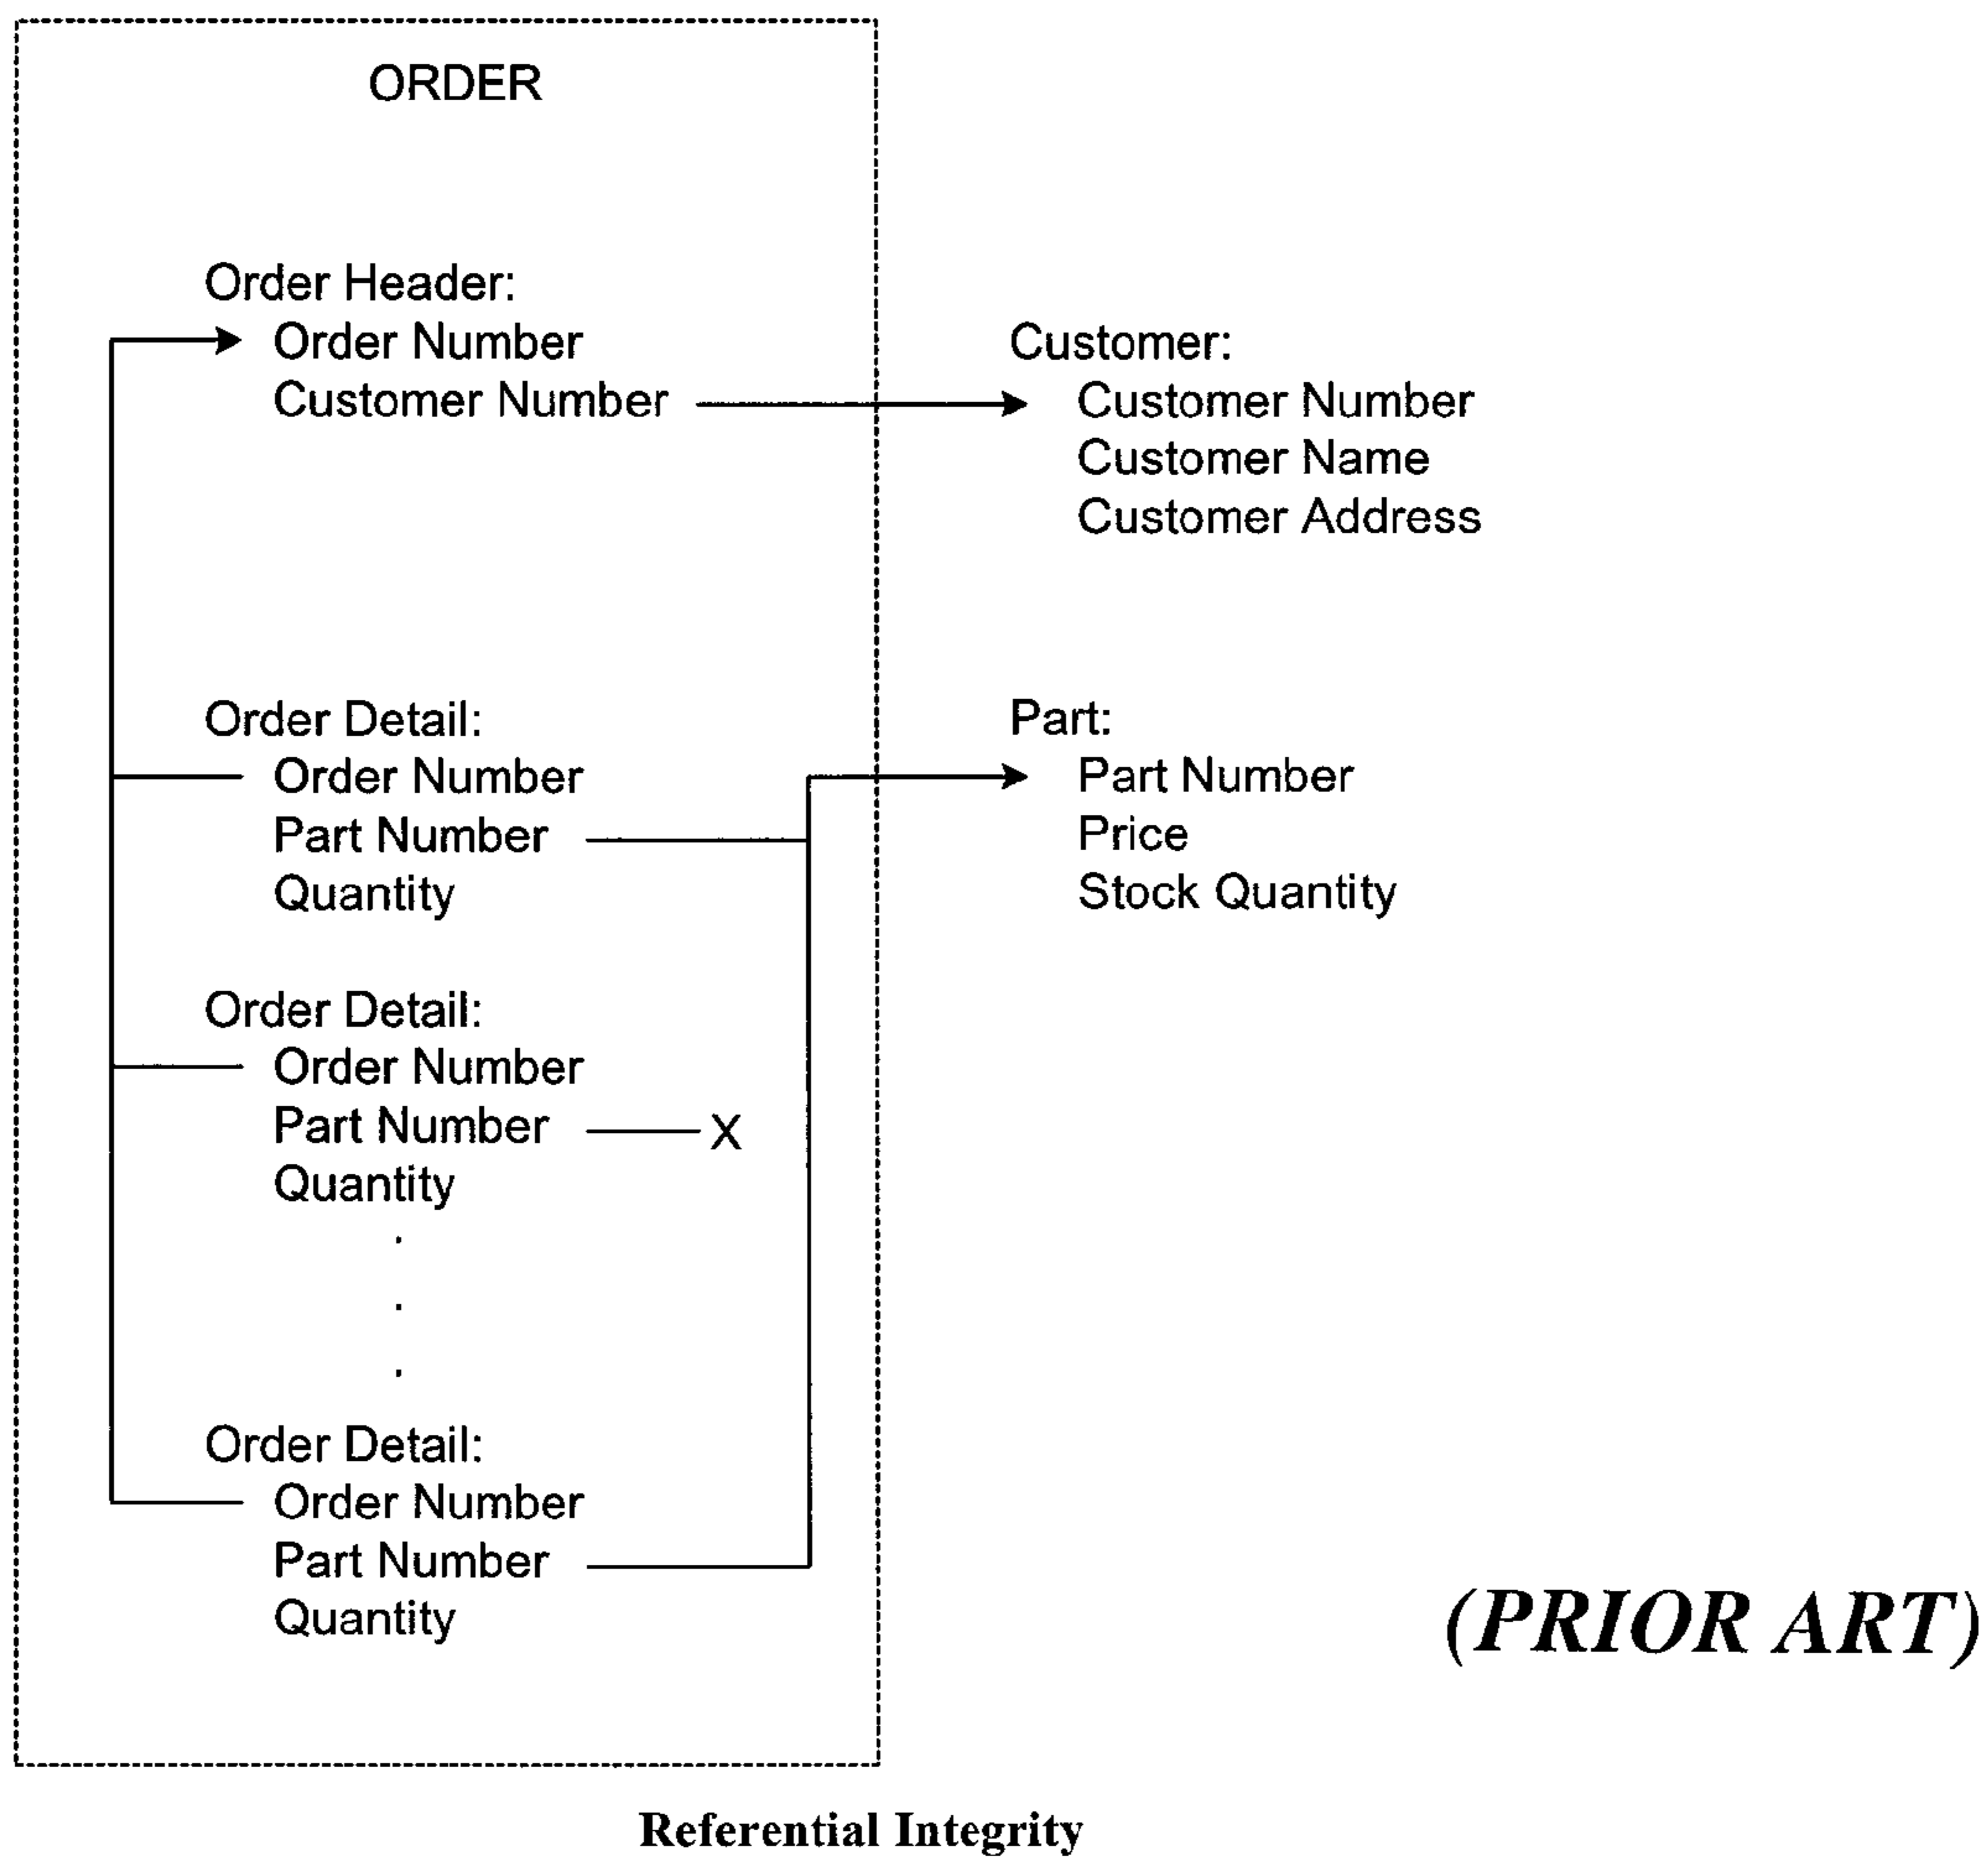 ORDER
Order Header:
Order Number
Customer Number
Customer:
Customer Number
Customer Name
Customer Address
Order Detail:
Order Number
Part Number
Quantity
Part:
Part Number
Price
Stock Quantity
Order Detail:
Order Number
Part Number
X
Quantity
.
.
.
Order Detail:
Order Number
Part Number
Quantity
(PRIOR ART)
Referential Integrity